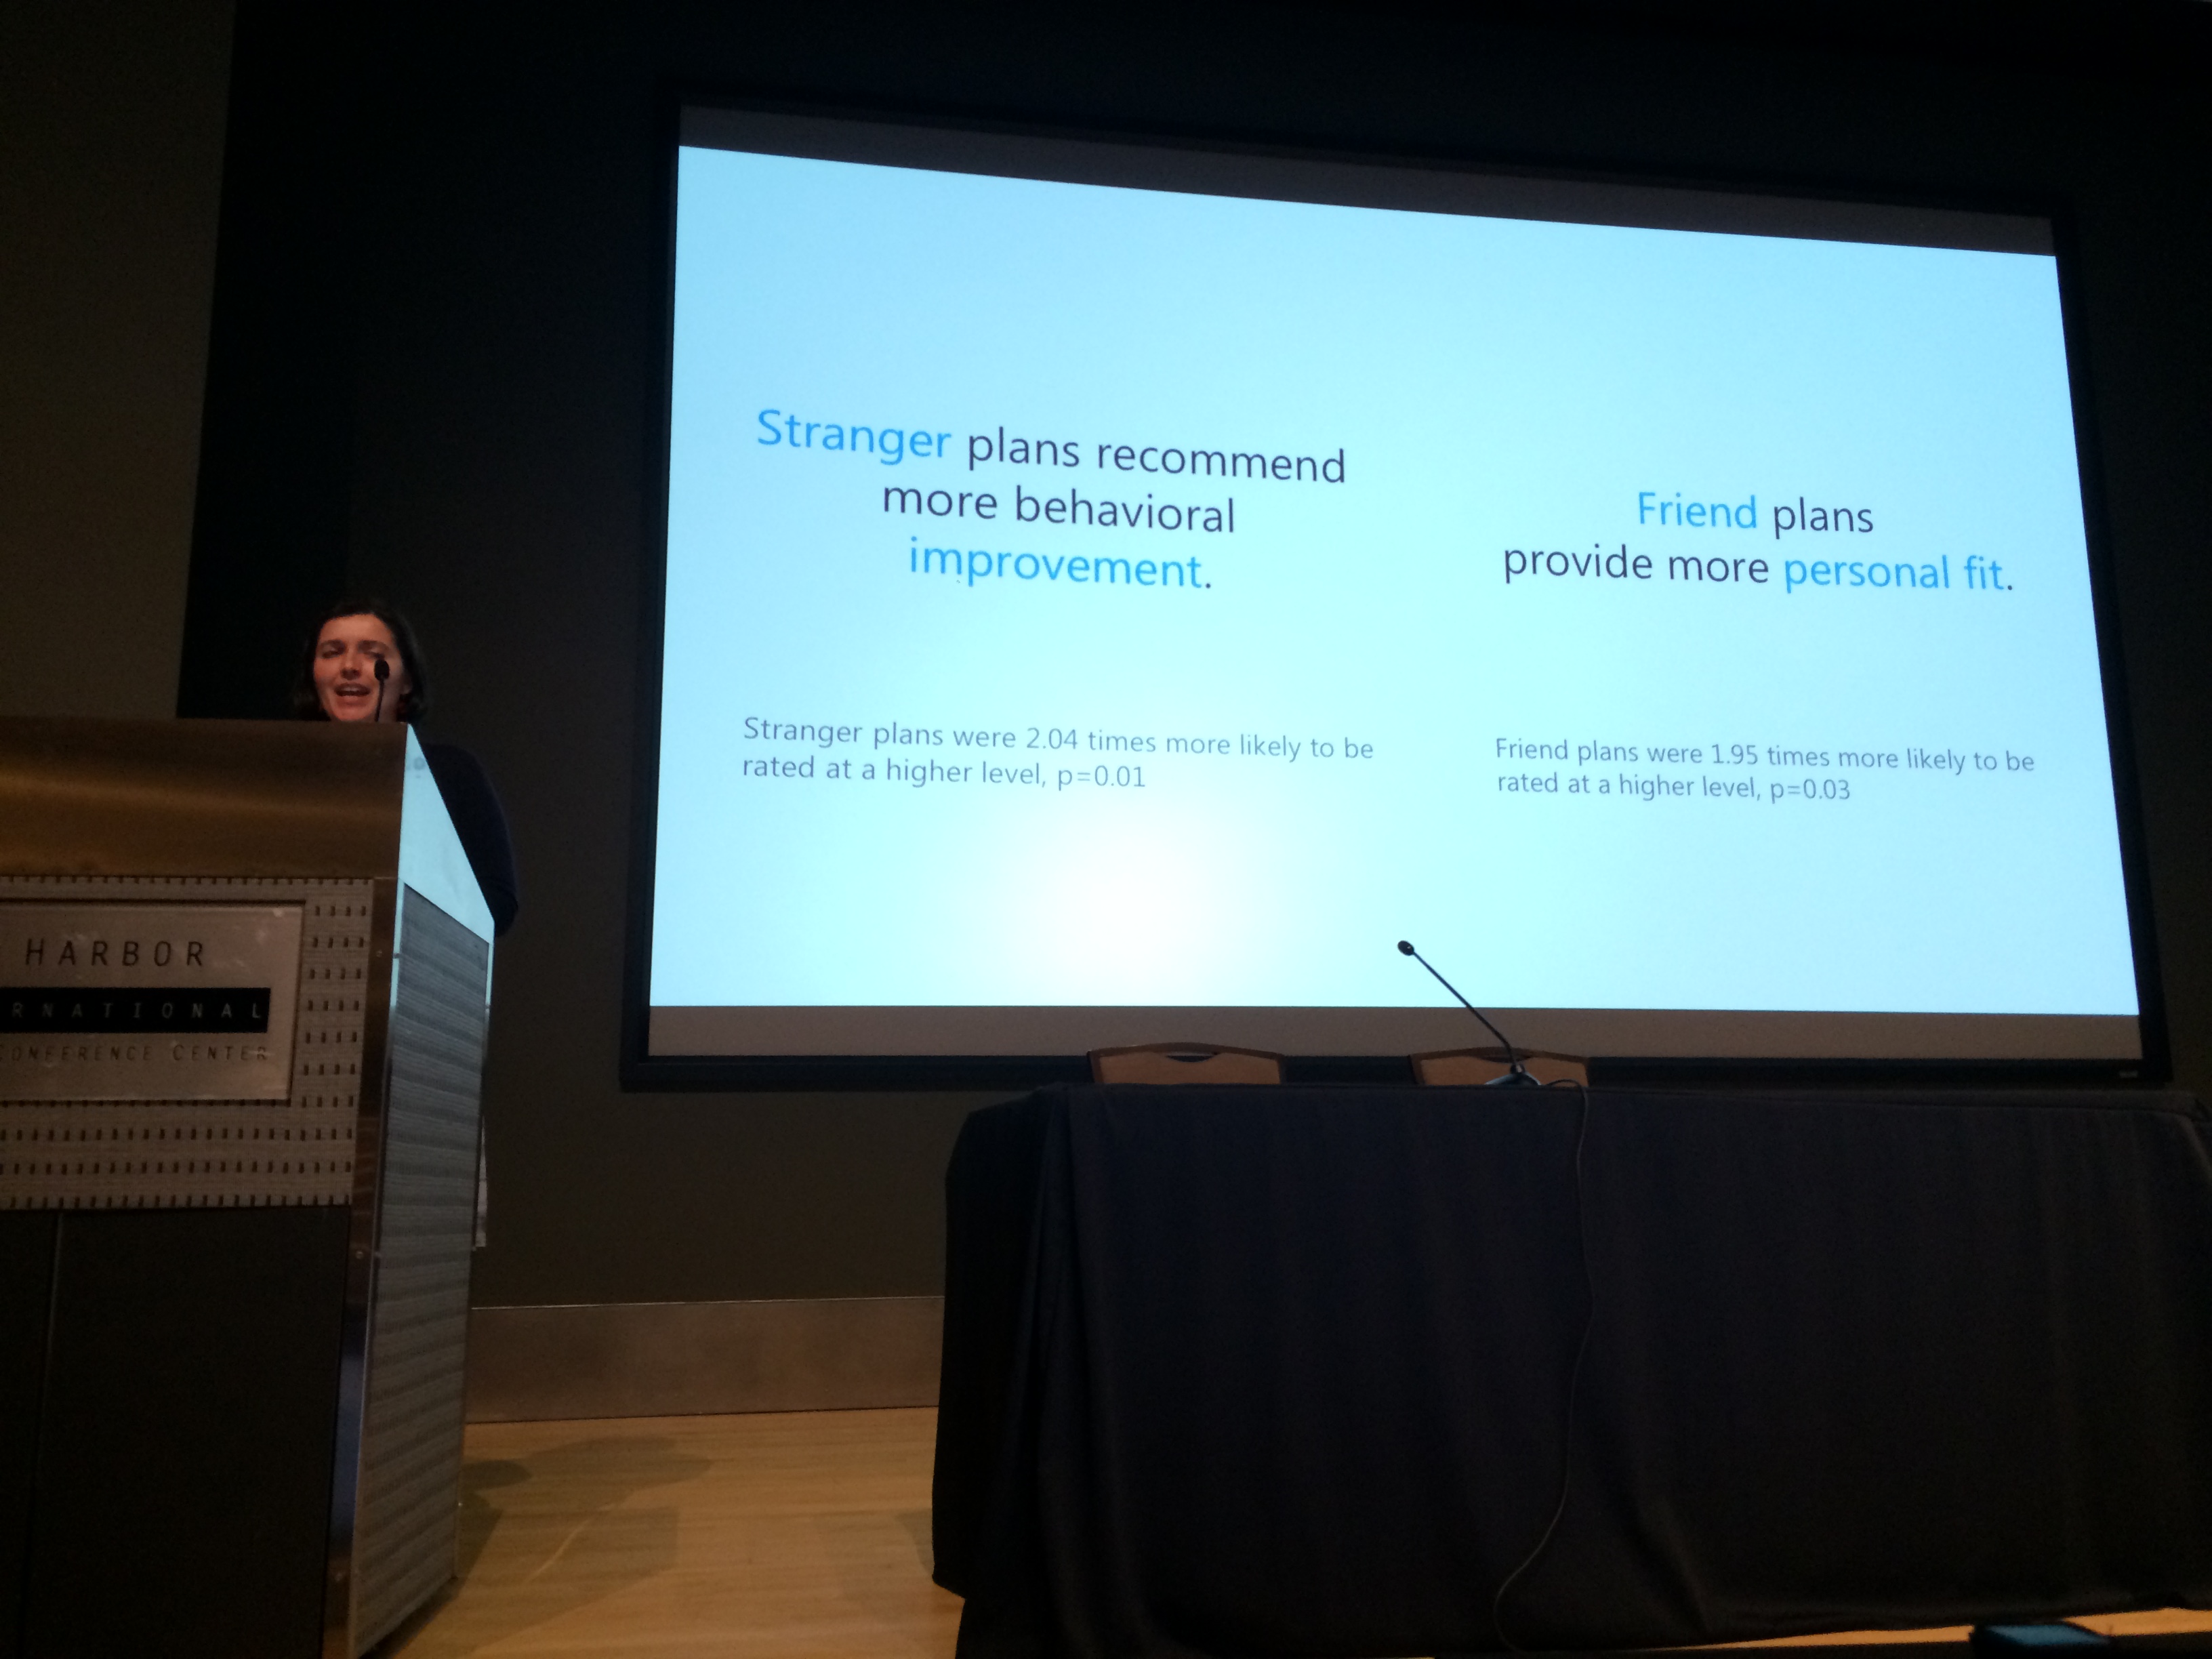 Stranger plans recommend
more behavioral
improvement.
Friend plans
provide more personal fit.
Stranger plans were 2.04 times more likely to be
rated at a higher level, p=0.01
Friend plans were 1.95 times more likely to be
rated at a higher level, p=0.03
HARBOR
RNATIONAL
CONFERENCE CENTER